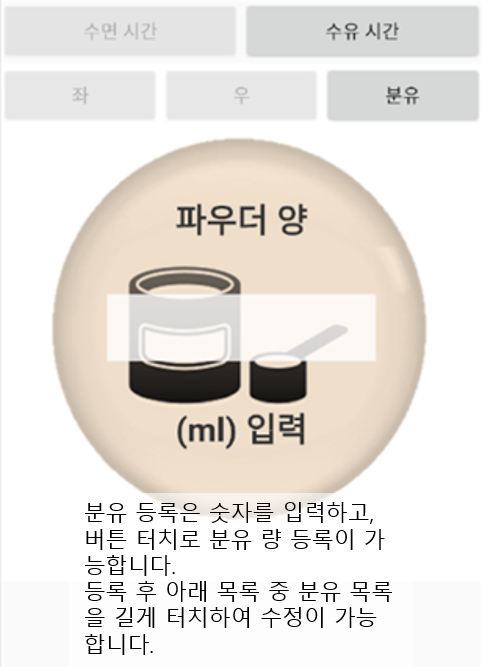 수면 시간 수유 시간
좌 우 분유
파우더 양
(ml) 입력
분유 등록은 숫자를 입력하고,
버튼 터치로 분유 량 등록이 가
능합니다.
등록 후 아래 목록 중 분유 목록
을 길게 터치하여 수정이 가능
합니다.